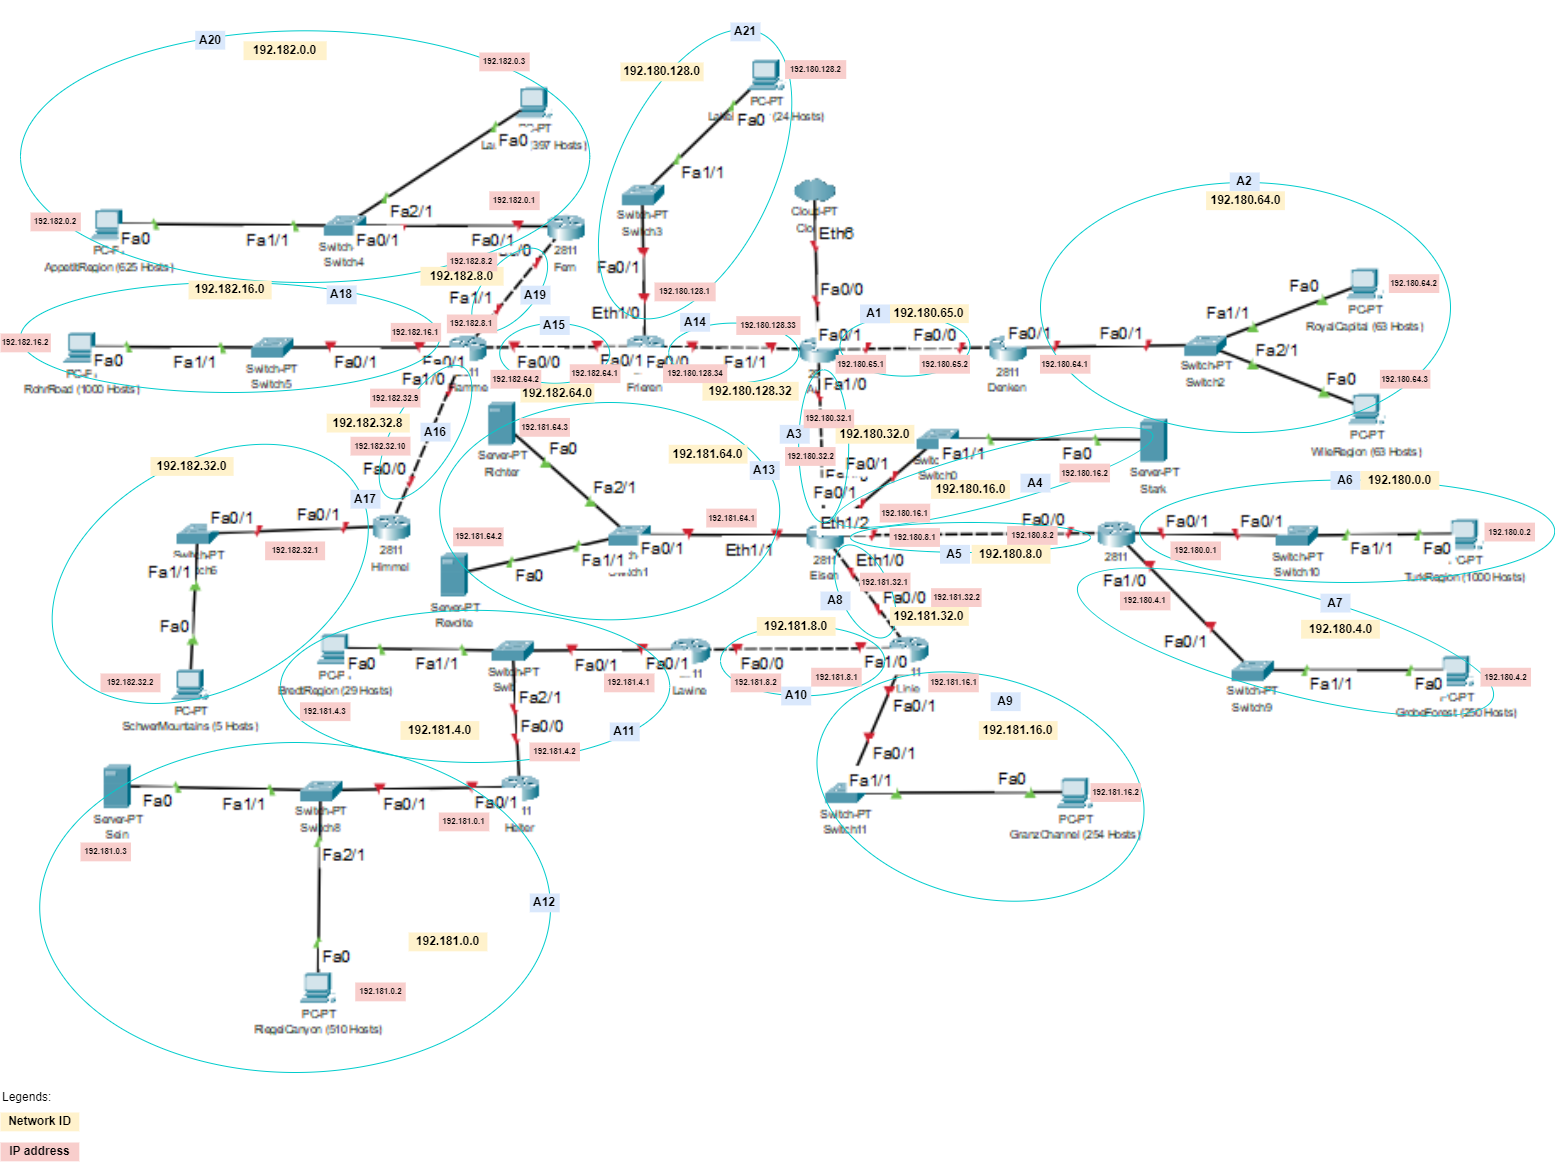 A21
A20
192.182.0.0
192.182.0.3
192.180.128.0
192.180.128.2
PC-PT
(24 Hosts)
Fa0
Fa0
(397 Hosts)
Fa1/1
A2
192.180.64.0
192.182.0.1
192.182.0.2
Fa2/1
Switch-PT
Switch3
Cloud-PT
Eth6
Fa0
Fa1/1
Fa0/1
Fa0/1
Switch4
AppetitRegion (625 Hosts)
2811
Fern
192.182.8.2
192.182.8.0
Fa0/1
Fa0/0
Fa0
192.180.64.2
PC-PT
RoyalCapital (63 Hosts)
192.182.16.0
A18
Fa1/1
A19
192.180.128.1
Eth1/0
192.182.8.1
A15
A14
192.180.128.33
Fa0/1
A1
192.180.65.0
Fa0/0
Fa0/1
Fa0/1
Fa1/1
Fa2/1
192.182.16.2
192.182.16.1
Fa0
Fa1/1
Switch-PT
Switch5
Fa0/1
Fa0/1
RohrRoad (1000 Hosts)
Fa0/0
Fa0/1
Fa0/0
Fa1/1
192.182.64.2
192.182.64.1
192.180.128.34
Frieren
192.182.64.0
192.180.128.32
192.180.65.1
192.180.65.2
2811
Denken
192.180.64.1
Switch-PT
Switch2
Fa0
192.180.64.3
PC-PT
WilleRegion (63 Hosts)
Fa1/0
Fa1/0
192.182.32.9
192.182.32.8
A16
192.182.32.10
Fa0/0
192.181.64.3
Fa0
Server-PT
Richter
192.181.64.0
A13
A3
192.180.32.1
192.180.32.0
192.180.32.2
Fa0/1
Fa0/1
Switch0
Fa1/1
Fa0
192.180.16.2
Server-PT
Stark
192.180.16.0
A4
192.182.32.0
A17
Fa2/1
A6
192.180.0.0
Fa0/1
Fa0/1
192.182.32.1
2811
Himmel
192.181.64.1
192.181.64.2
Fa0/1
Eth1/1
Eth1/2
192.180.16.1
192.180.8.1
192.180.8.2
Fa0/0
A5
192.180.8.0
2811
Fa0/1
Fa0/1
192.180.0.1
Switch-PT
Switch10
Fa1/1
Fa0
192.180.0.2
TurkRegion (1000 Hosts)
Fa1/1
Fa0
Fa1/1
Server-PT
Revolte
2811
Eisen
Eth1/0
192.181.32.1
A8
Fa0/0
192.181.32.2
192.181.32.0
Fa1/0
192.180.4.1
A7
192.180.4.0
Fa0/1
Fa0
192.182.32.2
PC-PT
SchwerMountains (5 Hosts)
Fa0
Fa1/1
Switch-PT
Fa0/1
Fa0/1
BredtRegion (29 Hosts)
192.181.4.3
Fa2/1
192.181.4.1
Lawine
192.181.8.0
Fa0/0
Fa1/0
192.181.8.2
192.181.8.1
A10
Linie
192.181.16.1
Switch-PT
Switch9
Fa1/1
Fa0
192.180.4.2
GrobeForest (250 Hosts)
192.181.4.0
Fa0/0
A11
192.181.4.2
Fa0/1
A9
192.181.16.0
Fa0/1
Fa1/1
Fa0
192.181.16.2
Switch-PT
Switch11
PC-PT
GranzChannel (254 Hosts)
Fa0
Fa1/1
Fa0/1
Fa0/1
Server-PT
Sein
Switch-PT
Switch8
192.181.0.1
Heiter
192.181.0.3
Fa2/1
A12
192.181.0.0
Fa0
192.181.0.2
PC-PT
RiegelCanyon (510 Hosts)
Legends:
Network ID
IP address